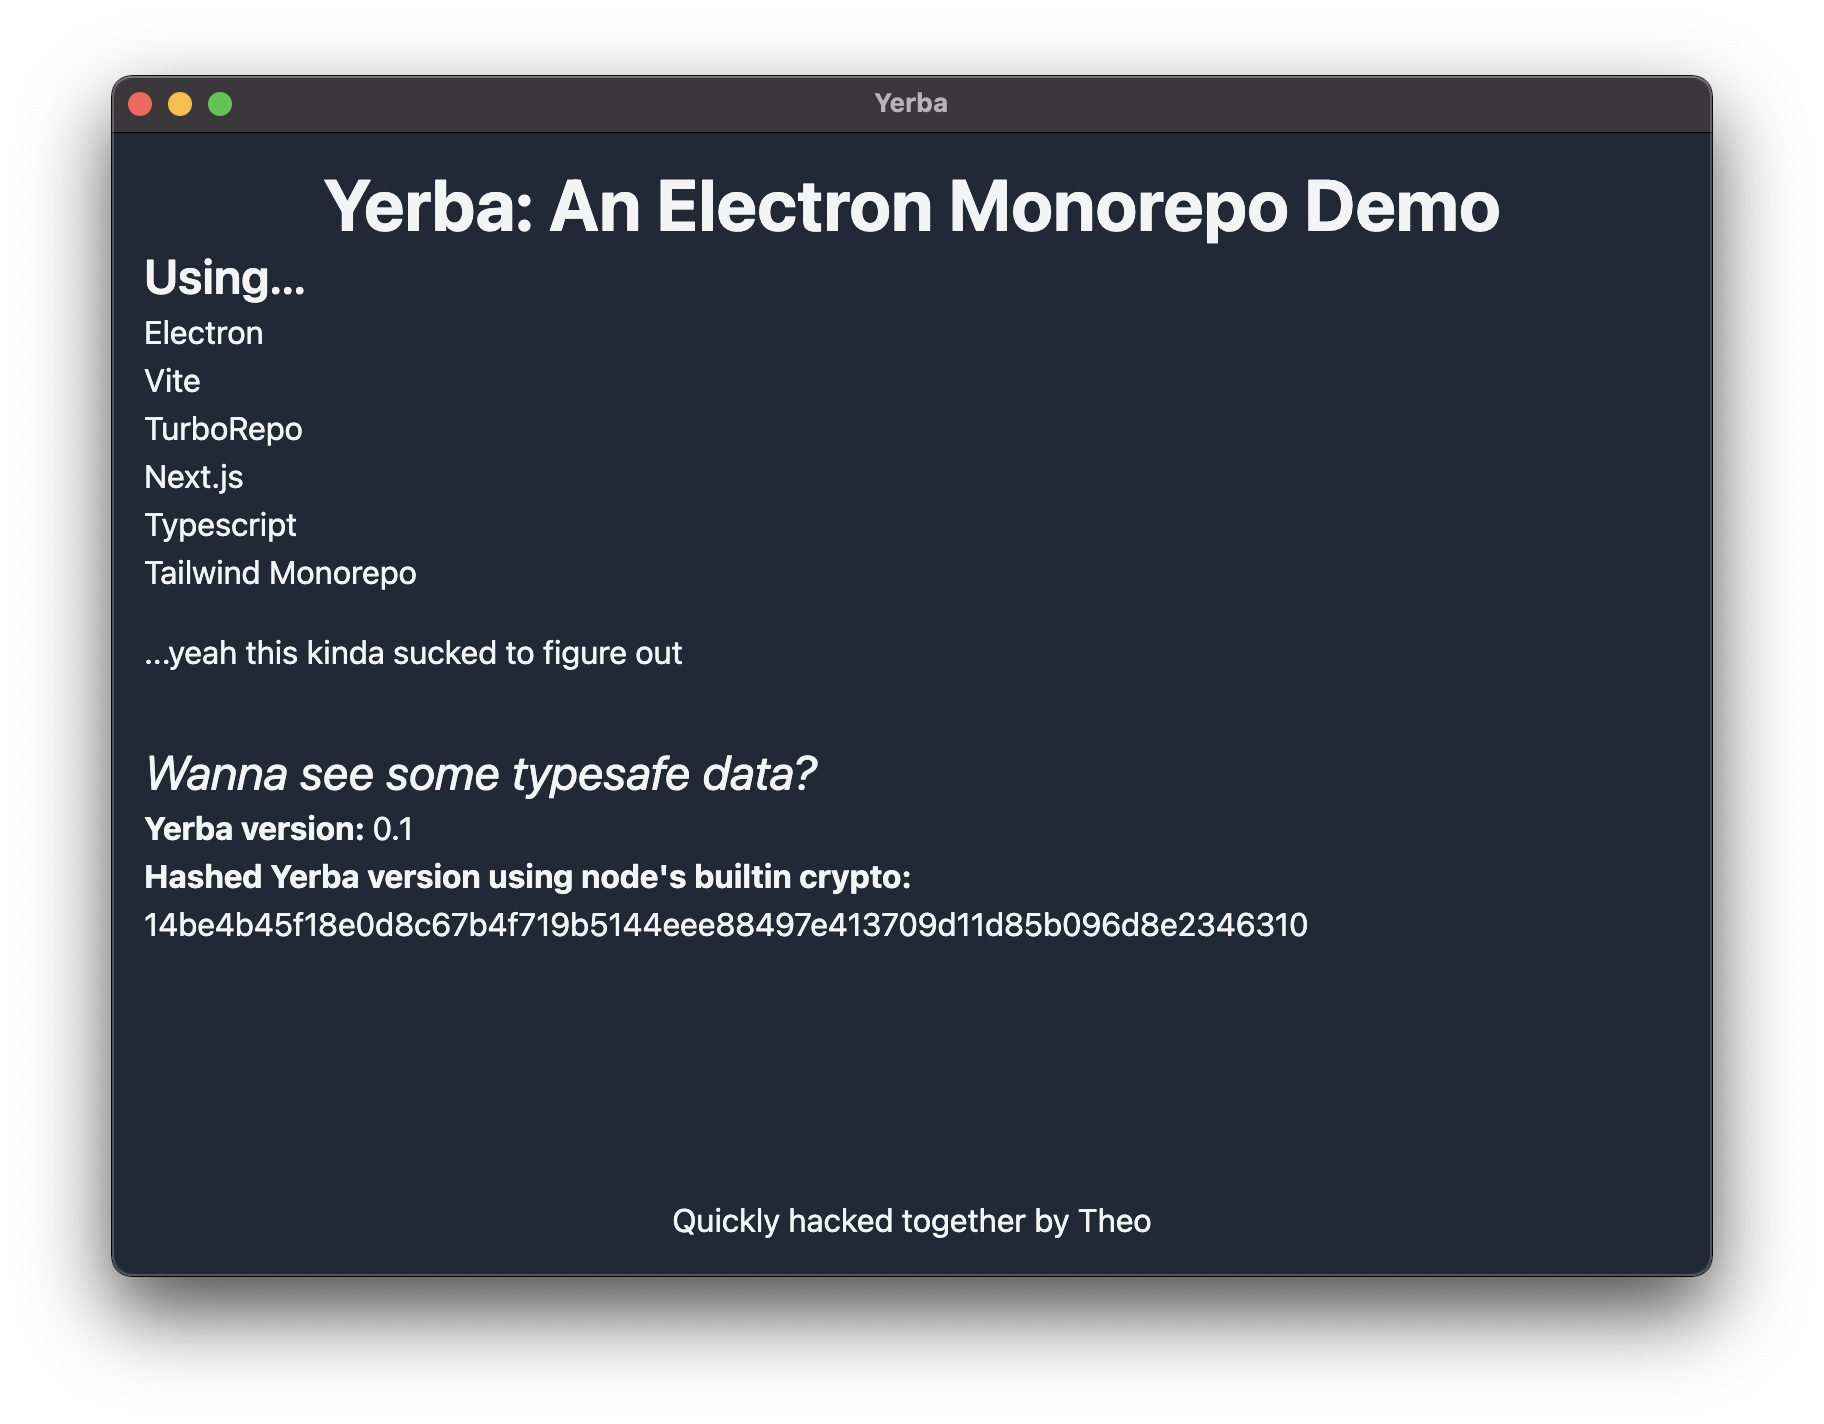 Yerba
Yerba: An Electron Monorepo Demo
Using...
Electron
Vite
TurboRepo
Next.js
Typescript
Tailwind Monorepo
...yeah this kinda sucked to figure out
Wanna see some typesafe data?
Yerba version: 0.1
Hashed Yerba version using node's builtin crypto:
14be4b45f18e0d8c67b4f719b5144eee88497e413709d11d85b096d8e2346310
Quickly hacked together by Theo